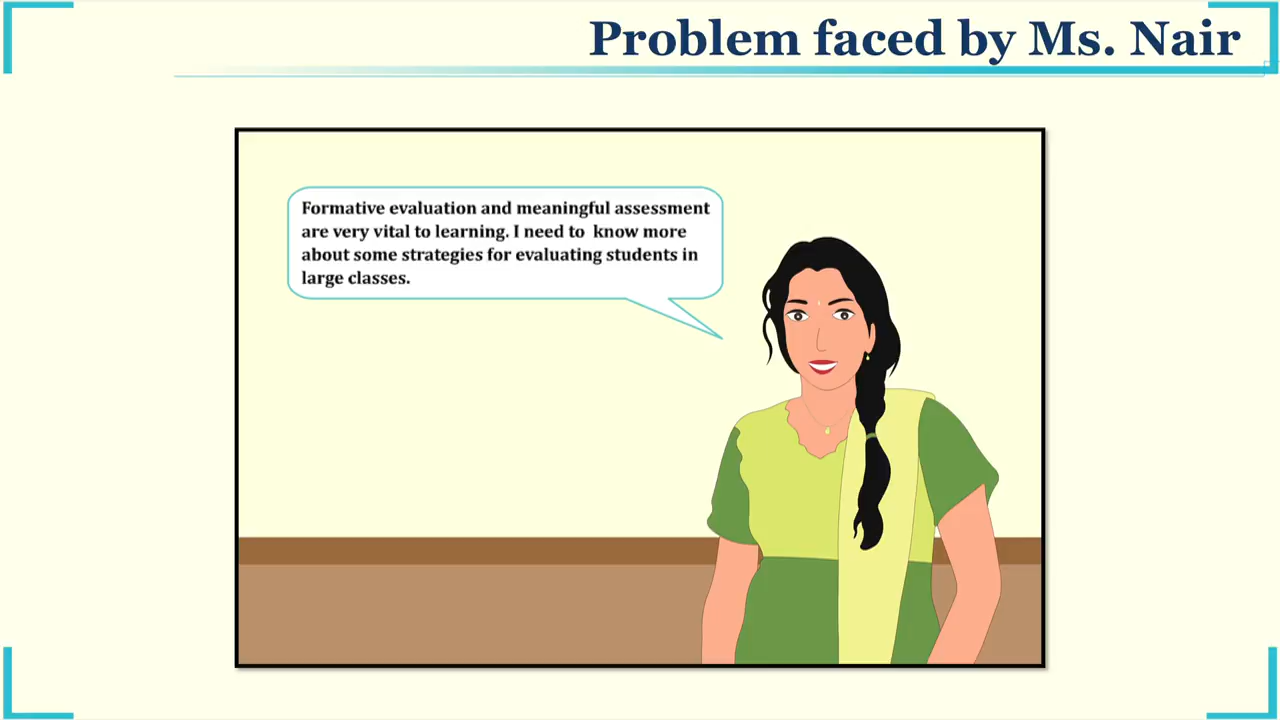 Problem faced by Ms. Nair
Formative evaluation and meaningful assessment
are very vital to learning. I need to  know more
about some strategies for evaluating students in
large classes.